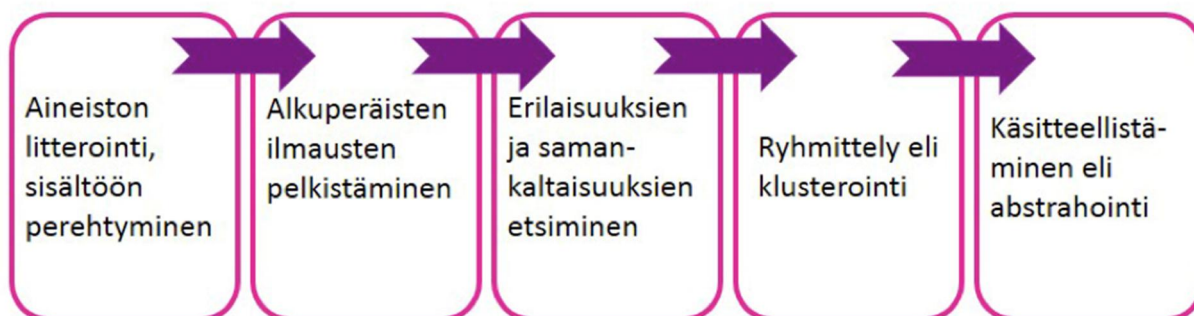 Aineiston
litterointi,
sisältöön
perehtyminen
Alkuperäisten
ilmausten
pelkistäminen
Erilaisuuksien
ja saman-
kaltaisuuksien
etsiminen
Ryhmittely eli
klusterointi
Käsitteellistä-
minen eli
abstrahointi